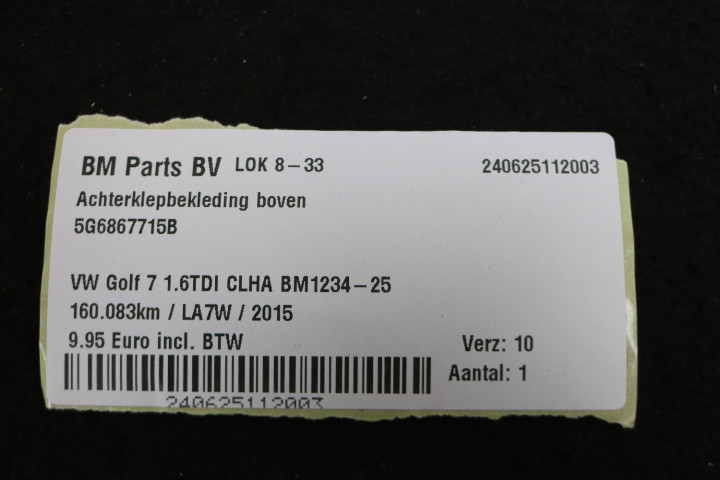 BM Parts BV LOK 8-33 240625112003
Achterklepbekleding boven
5G6867715B
VW Golf 7 1.6TDI CLHA BM1234-25
160.083km / LA7W / 2015
9.95 Euro incl. BTW Verz: 10
Aantal: 1
240625112003